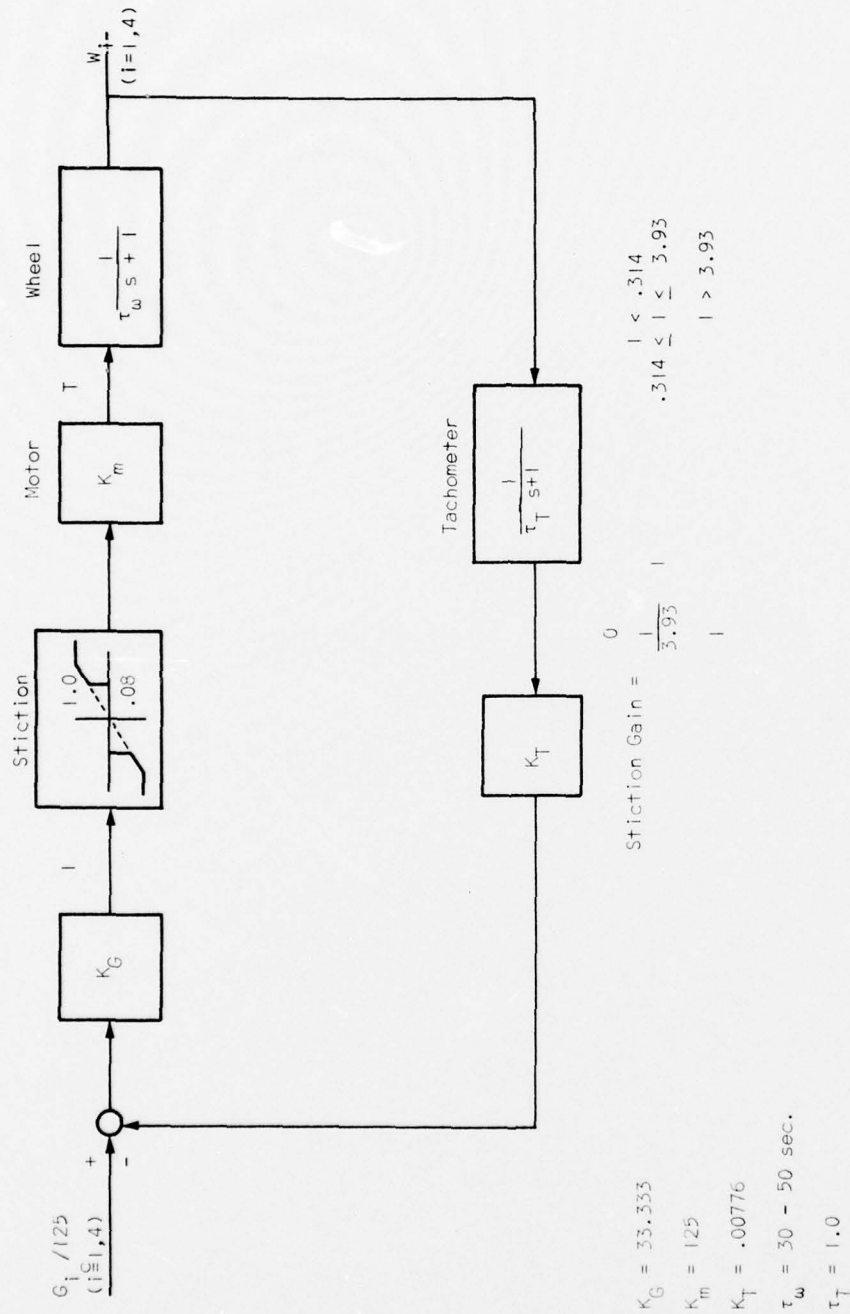 G_i^c /125
(i=1,4)
+
-
K_G
I
Stiction
1.0
.08
Motor
K_m
T
Wheel
1
τ_ω s + 1
W_i
(i=1,4)
Tachometer
1
τ_T s+1
K_T
Stiction Gain =
0 I < .314
1/3.93 I .314 ≤ I ≤ 3.93
1 I > 3.93
K_G = 33.333
K_m = 125
K_T = .00776
τ_ω = 30 - 50 sec.
τ_T = 1.0